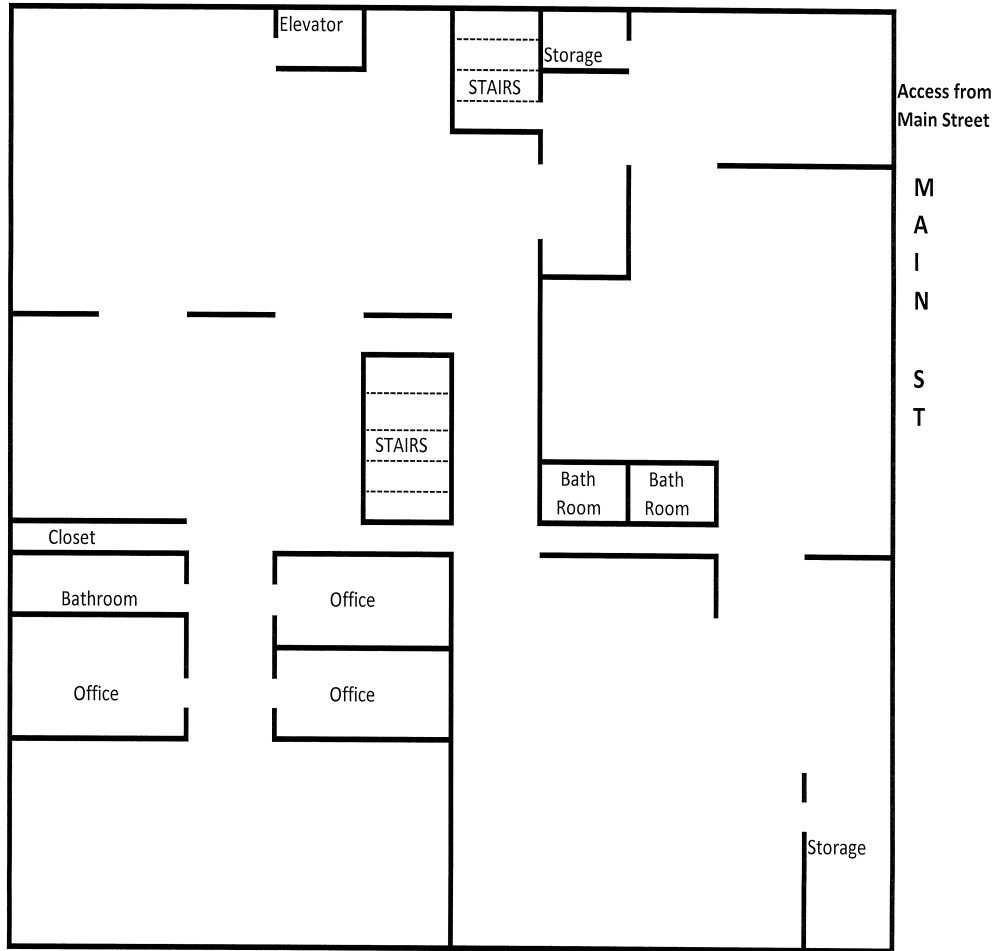 Elevator
Storage
STAIRS
Access from
Main Street
M
A
I
N
S
T
STAIRS
Bath
Room
Bath
Room
Closet
Bathroom
Office
Office
Office
Storage